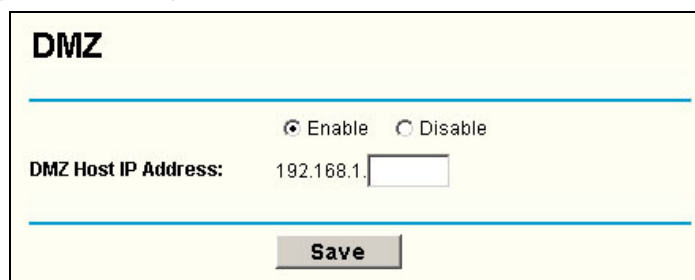 DMZ
Enable Disable
DMZ Host IP Address: 192.168.1.
Save